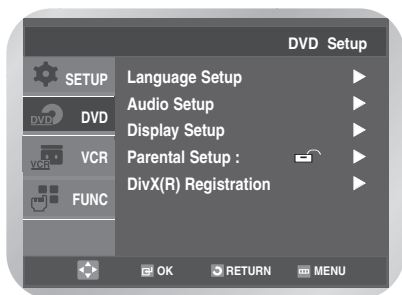 DVD Setup
SETUP
Language Setup
Audio Setup
DVD
DVD
Display Setup
VCR
VCR
Parental Setup :
DivX(R) Registration
FUNC
OK
RETURN
MENU